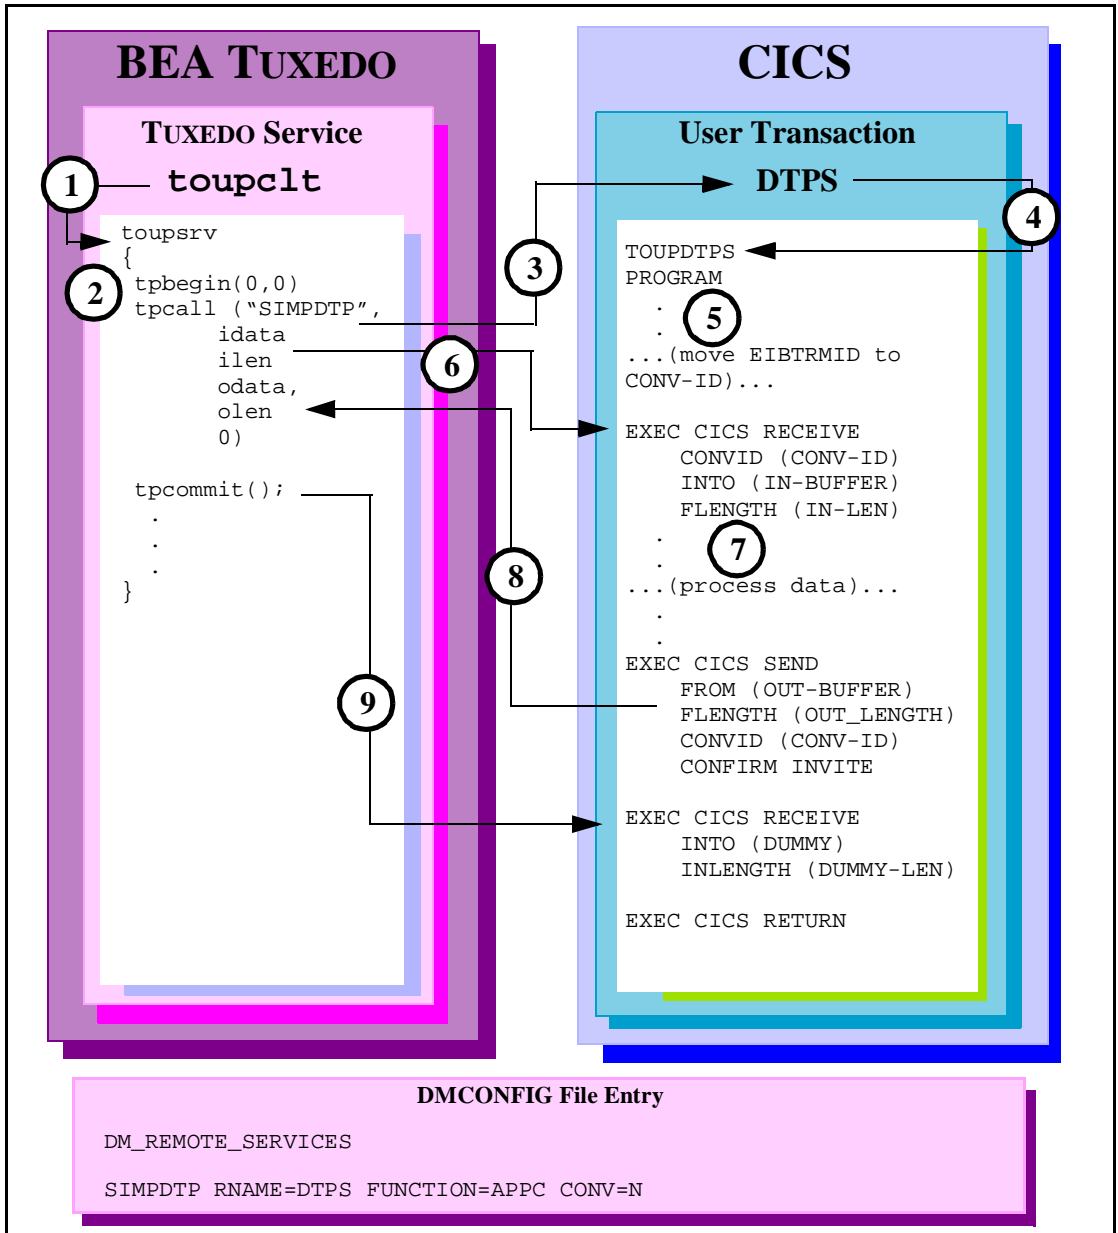 BEA TUXEDO
TUXEDO Service
toupclt
1
toupsrv
{
2
tpbegin(0,0)
tpcall (“SIMPDTP”,
idata
ilen
odata,
olen
0)
tpcommit();
.
.
.
}
3
6
8
9
CICS
User Transaction
DTPS
4
TOUPDTPS
PROGRAM
.
5
.
...(move EIBTRMID to
CONV-ID)...
EXEC CICS RECEIVE
CONVID (CONV-ID)
INTO (IN-BUFFER)
FLENGTH (IN-LEN)
.
7
.
...(process data)...
.
.
EXEC CICS SEND
FROM (OUT-BUFFER)
FLENGTH (OUT_LENGTH)
CONVID (CONV-ID)
CONFIRM INVITE
EXEC CICS RECEIVE
INTO (DUMMY)
INLENGTH (DUMMY-LEN)
EXEC CICS RETURN
DMCONFIG File Entry
DM_REMOTE_SERVICES
SIMPDTP RNAME=DTPS FUNCTION=APPC CONV=N